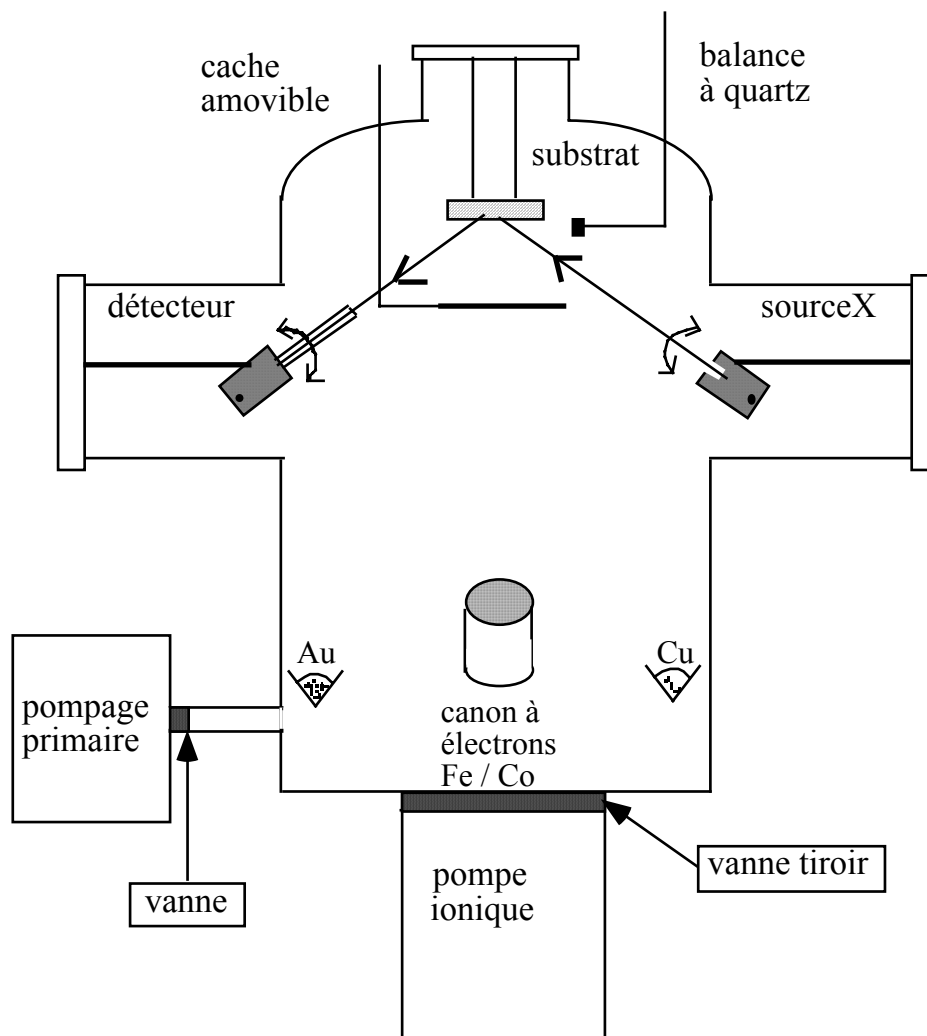 cache
amovible
balance
à quartz
substrat
détecteur
sourceX
Au
Cu
pompage
primaire
canon à
électrons
Fe / Co
vanne
vanne tiroir
pompe
ionique